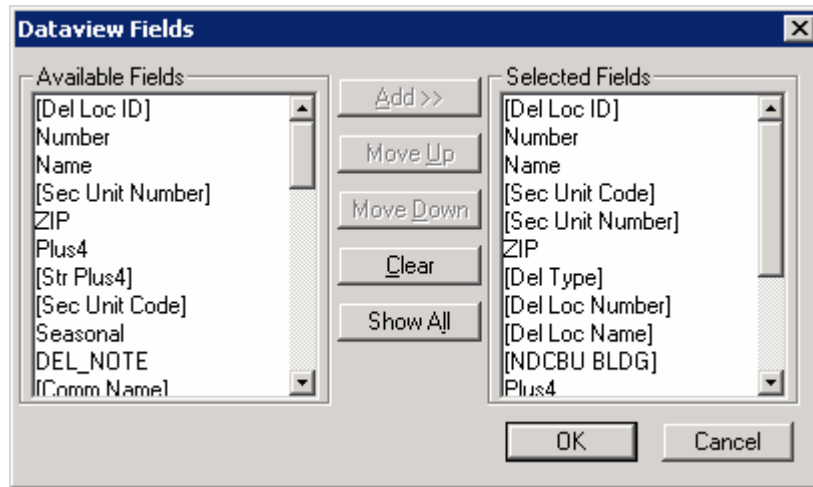 Dataview Fields
Available Fields
[Del Loc ID]
Number
Name
[Sec Unit Number]
ZIP
Plus4
[Str Plus4]
[Sec Unit Code]
Seasonal
DEL_NOTE
[Comm Name]
Add >>
Move Up
Move Down
Clear
Show All
Selected Fields
[Del Loc ID]
Number
Name
[Sec Unit Code]
[Sec Unit Number]
ZIP
[Del Type]
[Del Loc Number]
[Del Loc Name]
[NDCBU BLDG]
Plus4
OK
Cancel